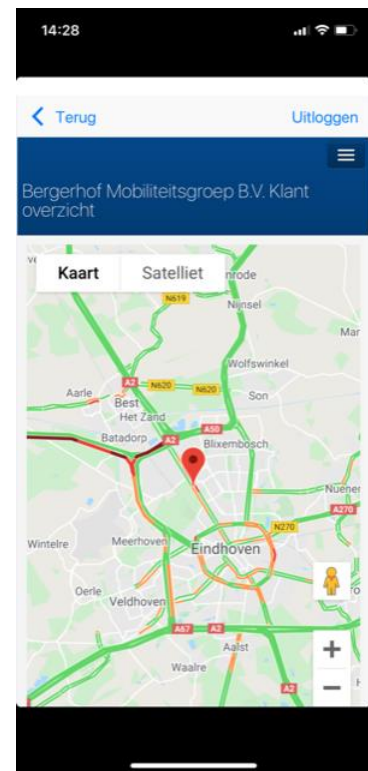 14:28
Terug
Uitloggen
Bergerhof Mobiliteitsgroep B.V. Klant
overzicht
Kaart
Satelliet
nrode
N619
Nijnsel
Mar
Wolfswinkel
A2
N620
N620
Son
Aarle
Best
Het Zand
A50
Batadorp
A2
Blixembosch
Nuenen
A270
N270
Wintelre
Meerhoven
Eindhoven
Oerle
Veldhoven
A67
A2
Aalst
Waalre
A2
+
−